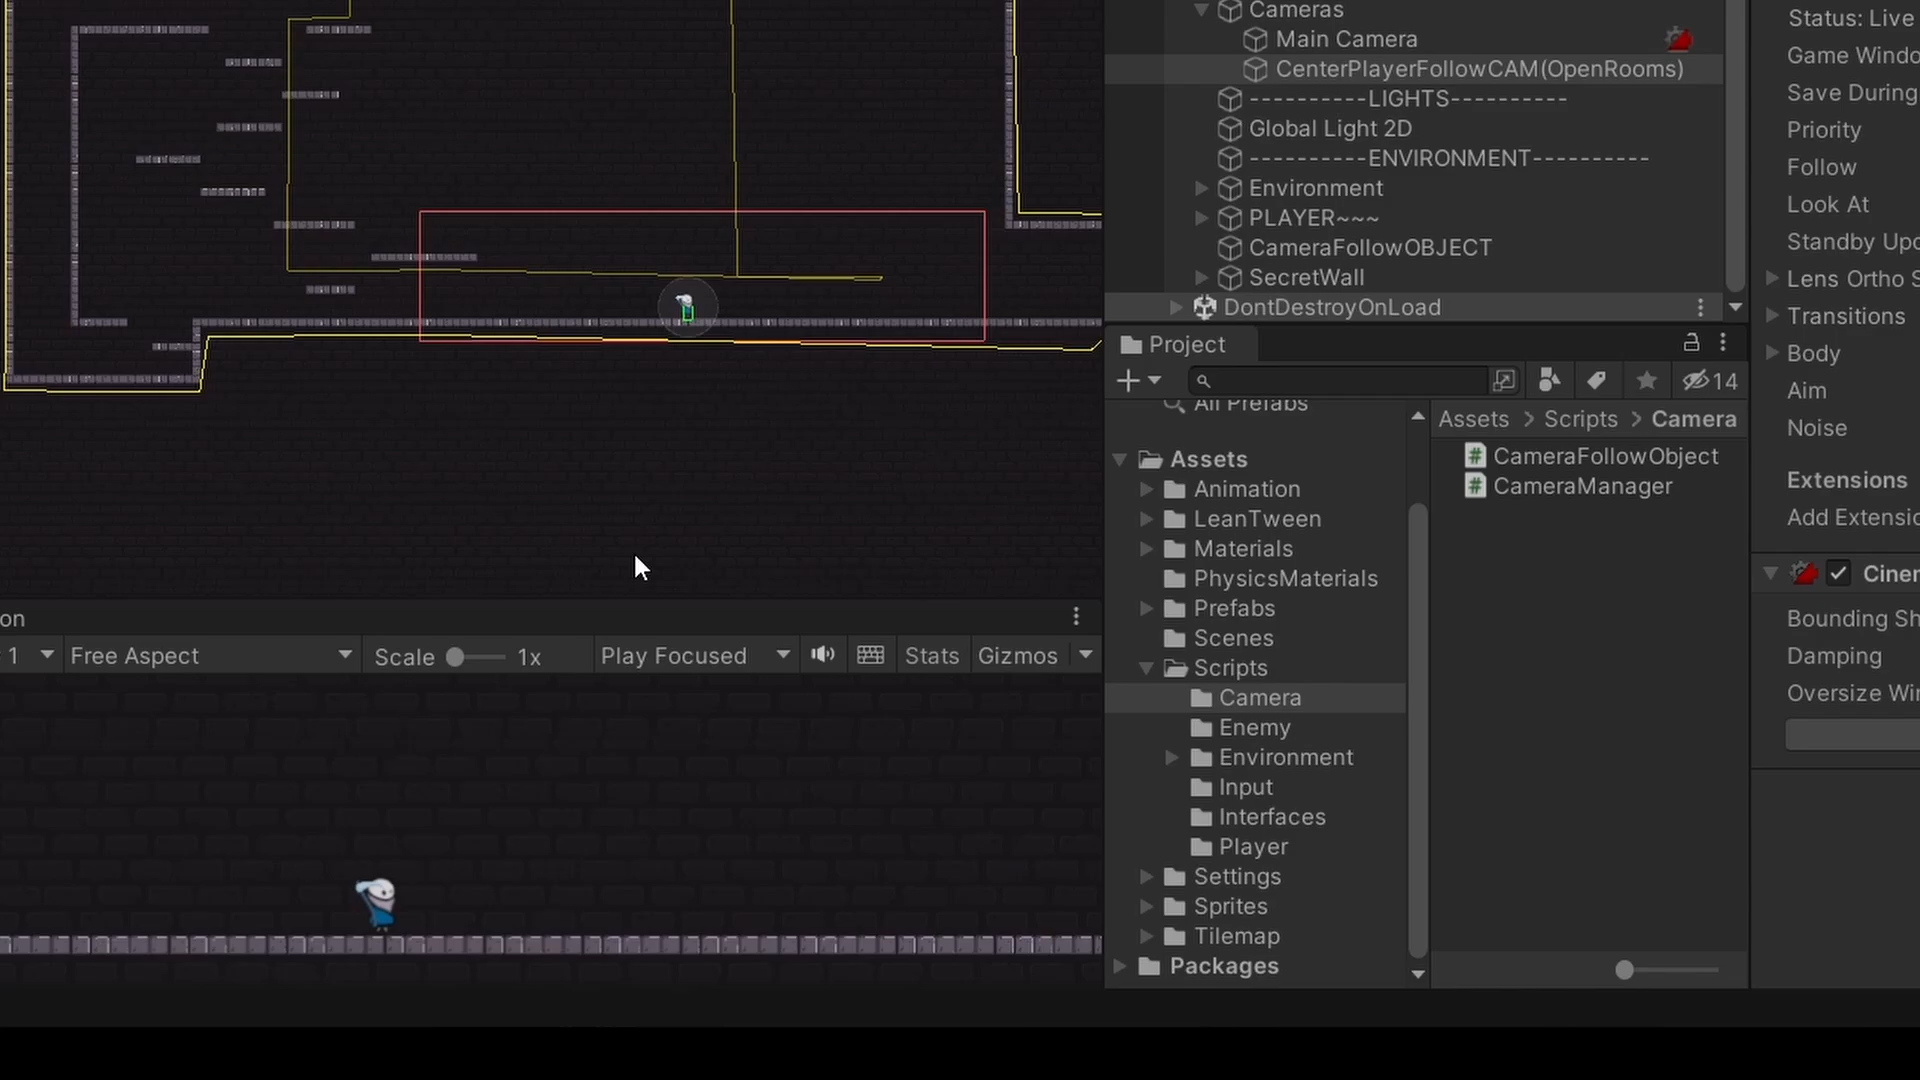 Cameras
Main Camera
CenterPlayerFollowCAM(OpenRooms)
----------LIGHTS----------
Global Light 2D
----------ENVIRONMENT----------
Environment
PLAYER~~~
CameraFollowOBJECT
SecretWall
DontDestroyOnLoad
Project
14
All Prefabs
Assets
Animation
LeanTween
Materials
PhysicsMaterials
Prefabs
Scenes
Scripts
Camera
Enemy
Environment
Input
Interfaces
Player
Settings
Sprites
Tilemap
Packages
Assets > Scripts > Camera
CameraFollowObject
CameraManager
Status: Live
Game Windo
Save During
Priority
Follow
Look At
Standby Upd
Lens Ortho S
Transitions
Body
Aim
Noise
Extensions
Add Extensio
Cinem
Bounding Sh
Damping
Oversize Win
on
1 Free Aspect Scale 1x Play Focused Stats Gizmos